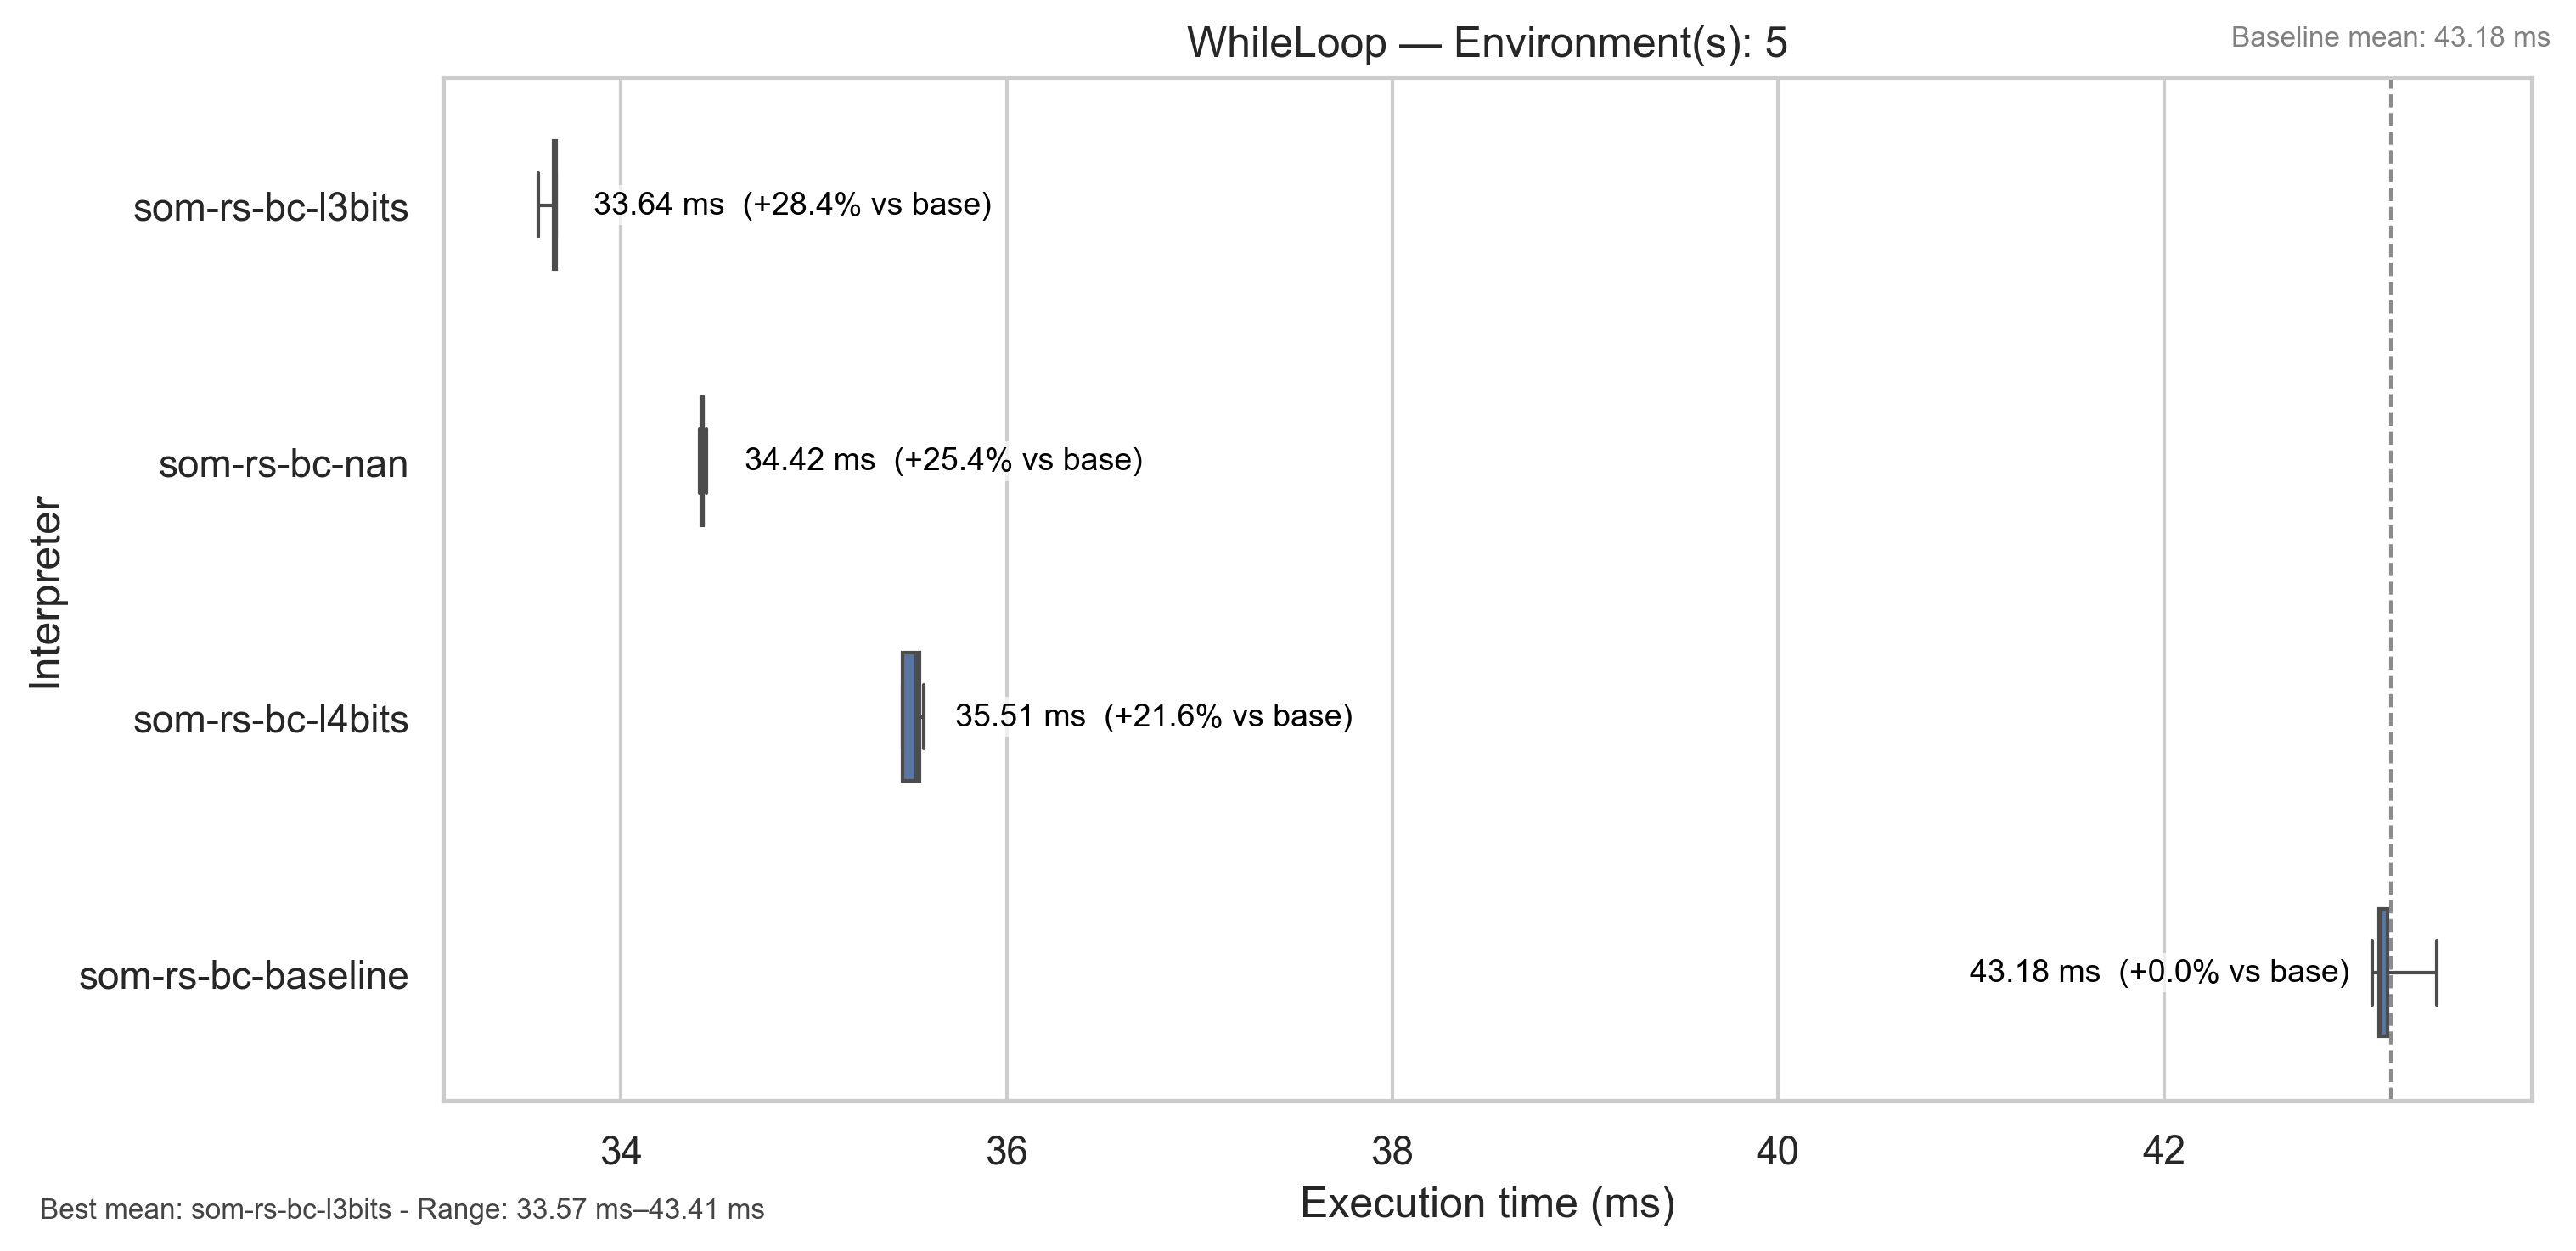 WhileLoop — Environment(s): 5
Baseline mean: 43.18 ms
Interpreter
som-rs-bc-l3bits
33.64 ms (+28.4% vs base)
som-rs-bc-nan
34.42 ms (+25.4% vs base)
som-rs-bc-l4bits
35.51 ms (+21.6% vs base)
som-rs-bc-baseline
43.18 ms (+0.0% vs base)
34 36 38 40 42
Execution time (ms)
Best mean: som-rs-bc-l3bits - Range: 33.57 ms–43.41 ms